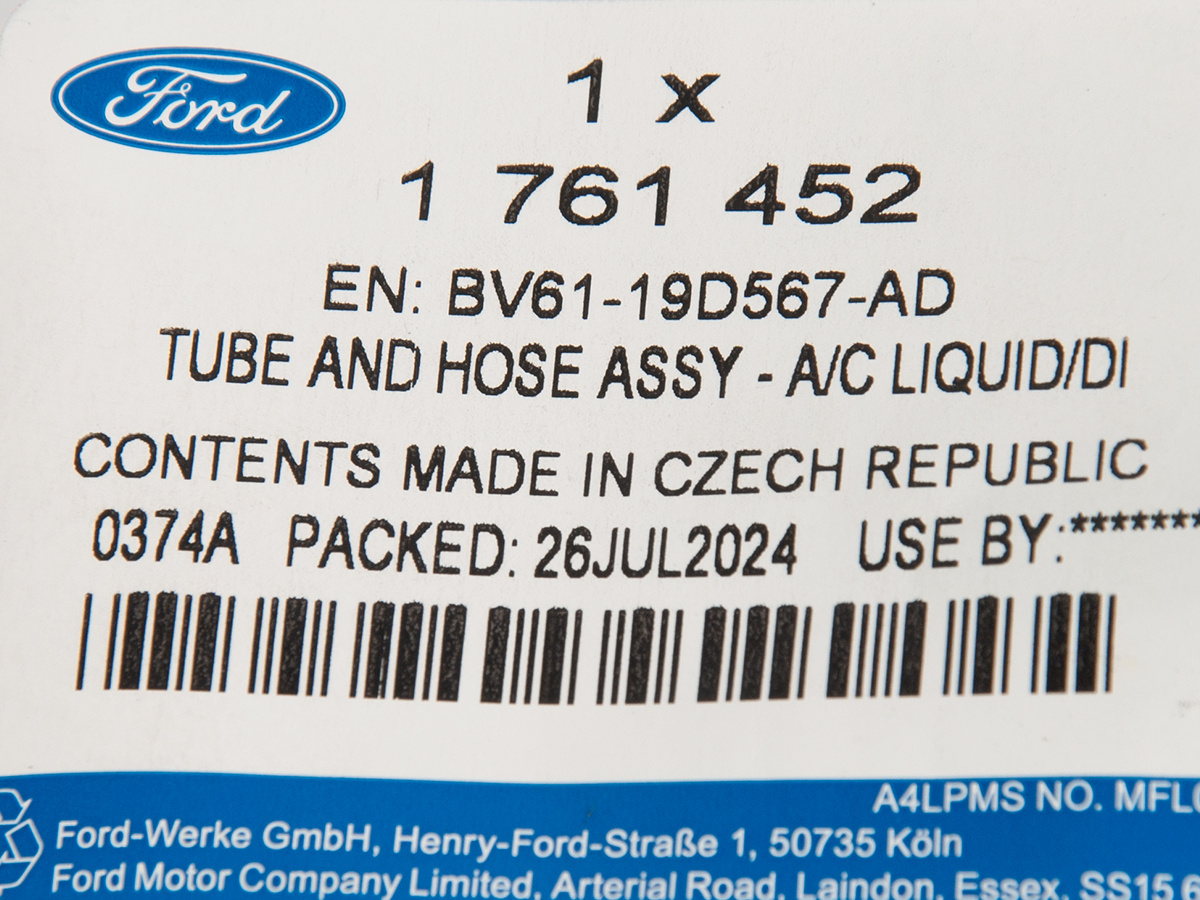 Ford
1 x
1 761 452
EN: BV61-19D567-AD
TUBE AND HOSE ASSY - A/C LIQUID/DI
CONTENTS MADE IN CZECH REPUBLIC
0374A PACKED: 26JUL2024 USE BY:*******
A4LPMS NO. MFL
Ford-Werke GmbH, Henry-Ford-Straße 1, 50735 Köln
Ford Motor Company Limited, Arterial Road, Laindon, Essex, SS15 6